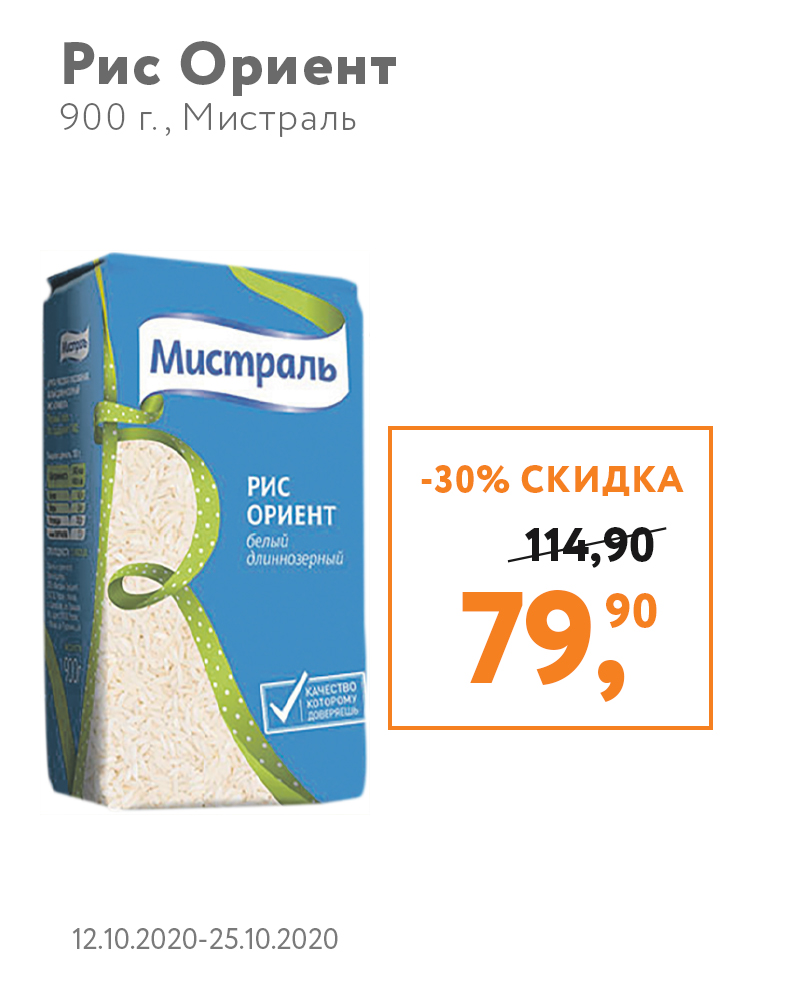 Рис Ориент
900 г., Мистраль
Мистраль
Мистраль
РИС
ОРИЕНТ
белый
длиннозерный
КАЧЕСТВО
КОТОРОМУ
ДОВЕРЯЕШЬ
900г
-30% СКИДКА
114,90
79,90
12.10.2020-25.10.2020